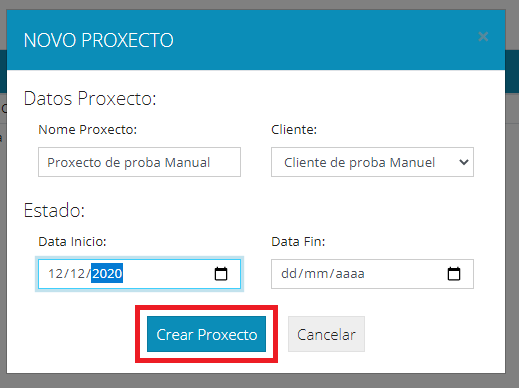 NOVO PROXECTO ×
Datos Proxecto:
Nome Proxecto: Cliente:
Proxecto de proba Manual Cliente de proba Manuel
Estado:
Data Inicio: Data Fin:
12/12/2020 dd/mm/aaaa
Crear Proxecto Cancelar